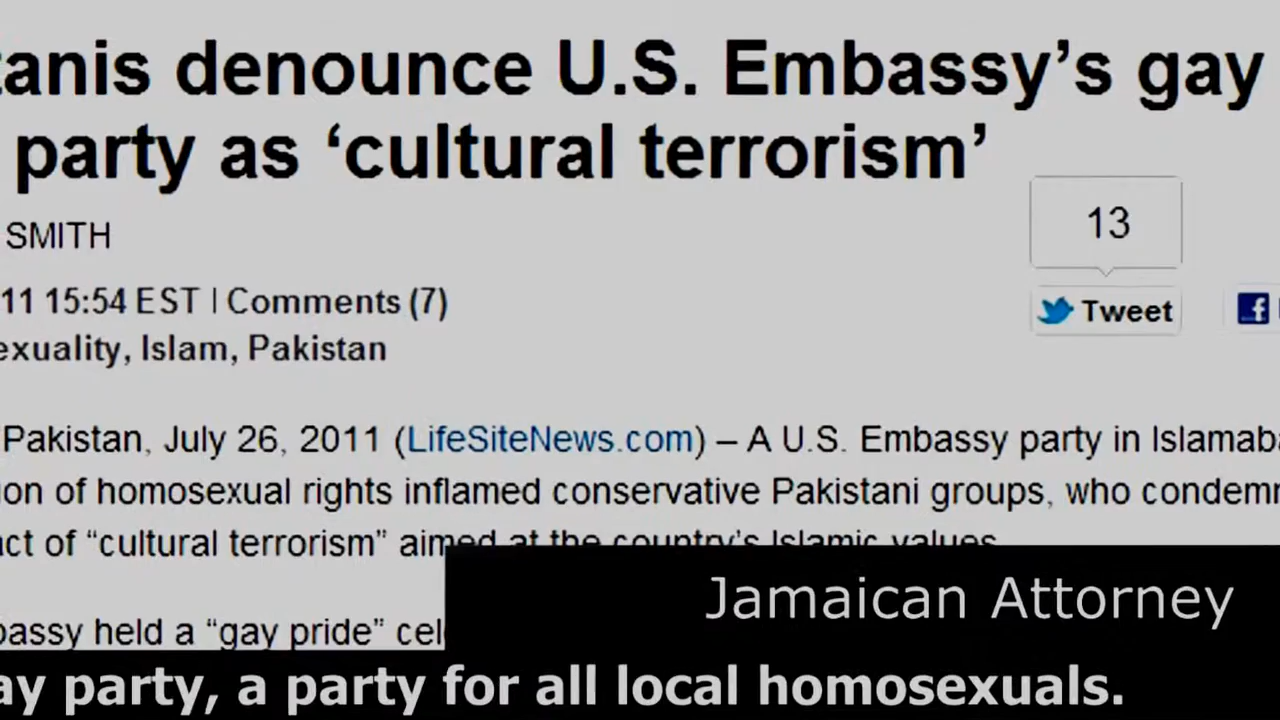 tanis denounce U.S. Embassy’s gay
party as ‘cultural terrorism’
SMITH
13
11 15:54 EST | Comments (7)
Tweet
exuality, Islam, Pakistan
Pakistan, July 26, 2011 (LifeSiteNews.com) – A U.S. Embassy party in Islamaba
ion of homosexual rights inflamed conservative Pakistani groups, who condemn
act of “cultural terrorism” aimed at the country's Islamic values
bassy held a “gay pride” cel
Jamaican Attorney
ay party, a party for all local homosexuals.